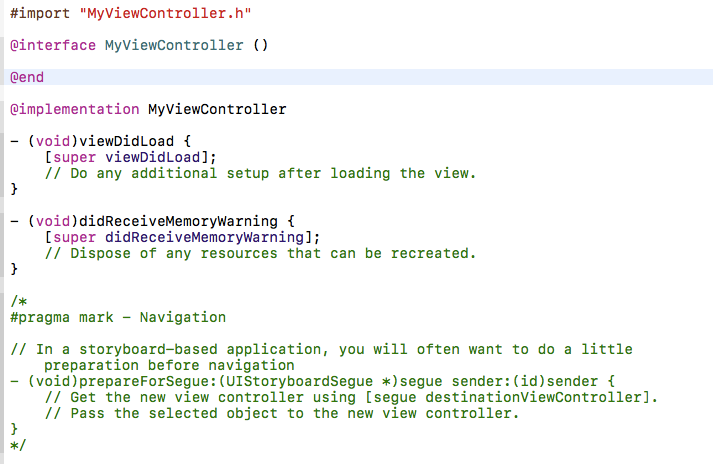 #import "MyViewController.h"
@interface MyViewController ()
@end
@implementation MyViewController
- (void)viewDidLoad {
[super viewDidLoad];
// Do any additional setup after loading the view.
}
- (void)didReceiveMemoryWarning {
[super didReceiveMemoryWarning];
// Dispose of any resources that can be recreated.
}
/*
#pragma mark - Navigation
// In a storyboard-based application, you will often want to do a little
preparation before navigation
- (void)prepareForSegue:(UIStoryboardSegue *)segue sender:(id)sender {
// Get the new view controller using [segue destinationViewController].
// Pass the selected object to the new view controller.
}
*/